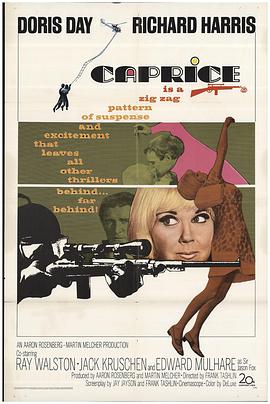 DORIS DAY RICHARD HARRIS
CAPRICE
is a
zig zag
pattern
of suspense
and
excitement
that
leaves
all
other
thrillers
behind...
far
behind!
AN AARON ROSENBERG - MARTIN MELCHER PRODUCTION
Co-starring
RAY WALSTON · JACK KRUSCHEN and EDWARD MULHARE as Sir Jason Fox
Produced by AARON ROSENBERG and MARTIN MELCHER · Directed by FRANK TASHLIN
Screenplay by JAY JAYSON and FRANK TASHLIN · Cinemascope · Color by DeLuxe
20